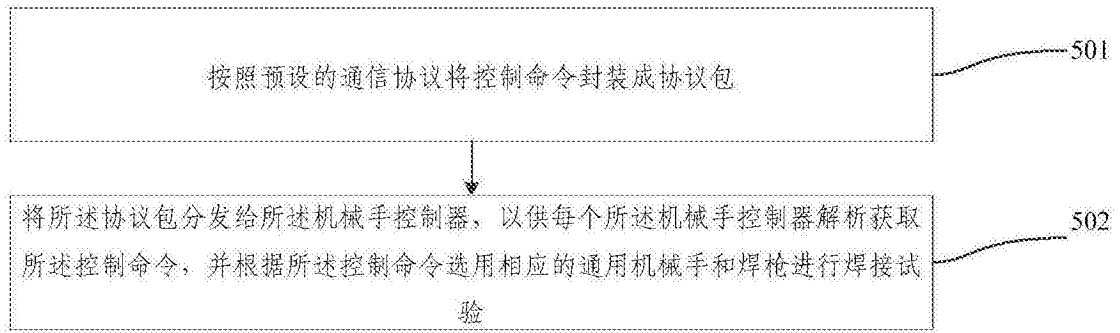 按照预设的通信协议将控制命令封装成协议包
501
将所述协议包分发给所述机械手控制器，以供每个所述机械手控制器解析获取
所述控制命令，并根据所述控制命令选用相应的通用机械手和焊枪进行焊接试
验
502